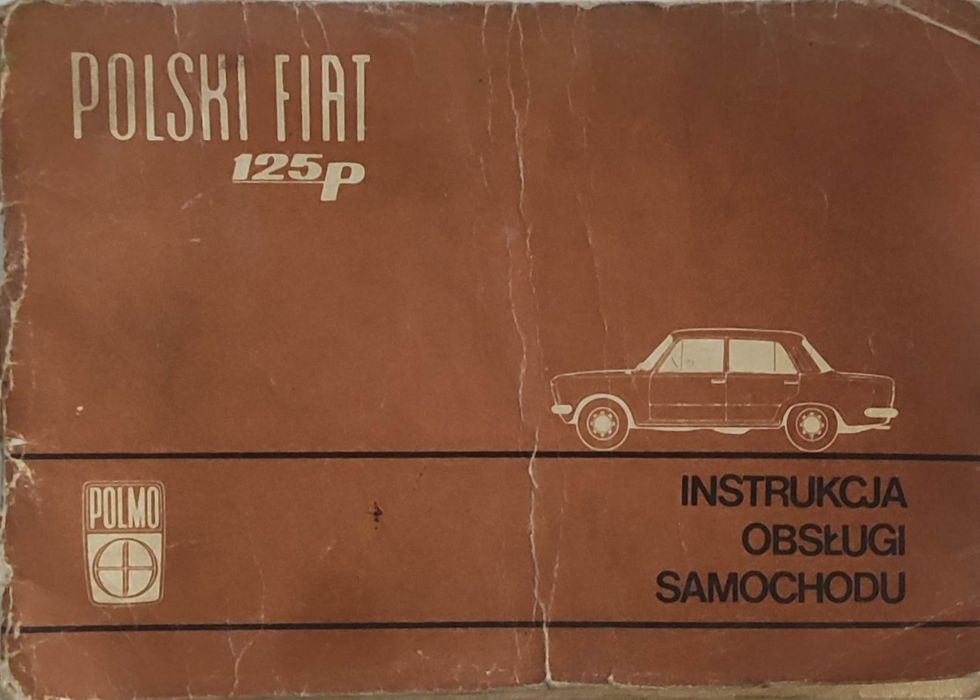 POLSKI FIAT
125p
POLMO
INSTRUKCJA
OBSŁUGI
SAMOCHODU